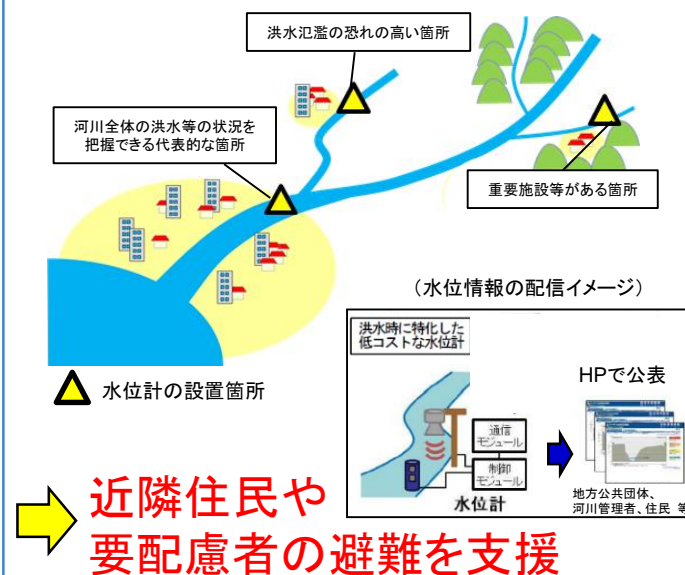 洪水氾濫の恐れの高い箇所
河川全体の洪水等の状況を
把握できる代表的な箇所
重要施設等がある箇所
(水位情報の配信イメージ)
水位計の設置箇所
洪水時に特化した
低コストな水位計
通信
モジュール
制御
モジュール
水位計
HPで公表
地方公共団体、
河川管理者、住民 等
近隣住民や
要配慮者の避難を支援